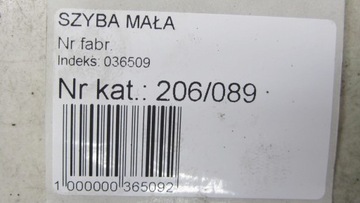 SZYBA MAŁA
Nr fabr.
Indeks: 036509
Nr kat.: 206/089
1 000000 365092